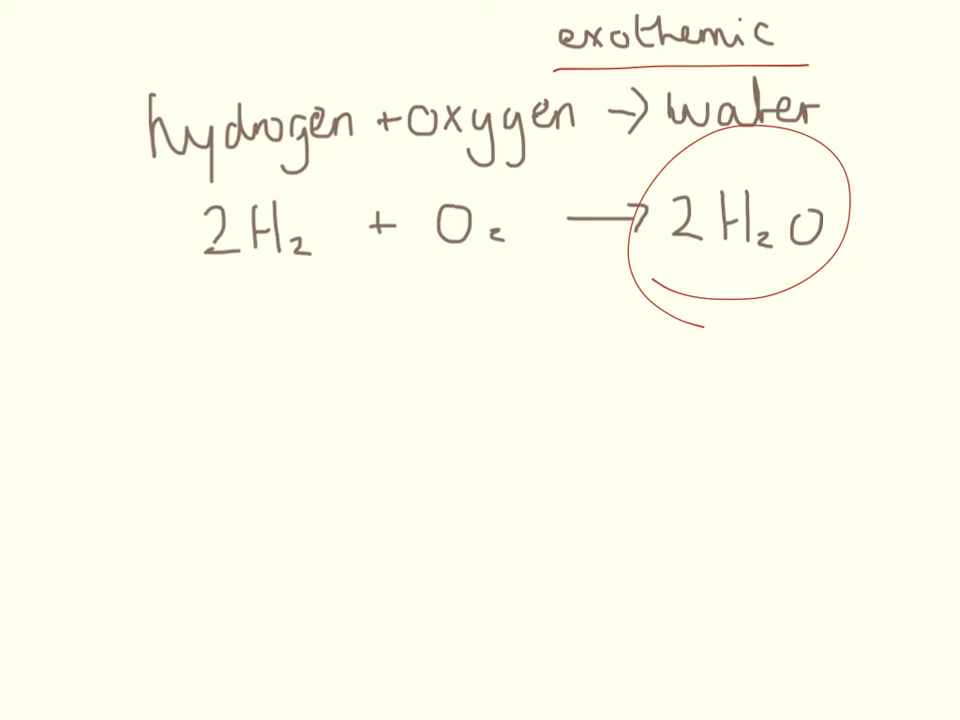 exothemic
hydrogen + oxygen → water
2H₂ + O₂ → 2H₂O